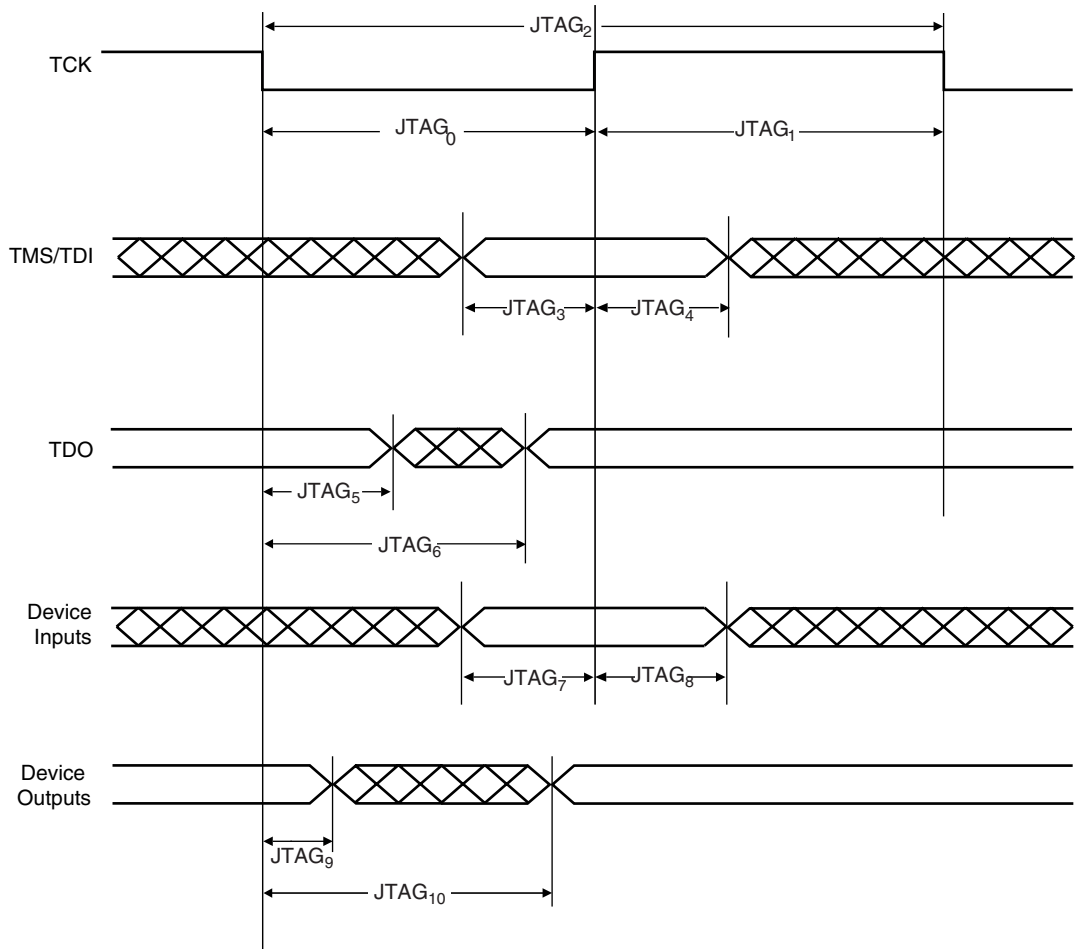 JTAG₂
TCK
JTAG₀
JTAG₁
TMS/TDI
JTAG₃
JTAG₄
TDO
JTAG₅
JTAG₆
Device
Inputs
JTAG₇
JTAG₈
Device
Outputs
JTAG₉
JTAG₁₀